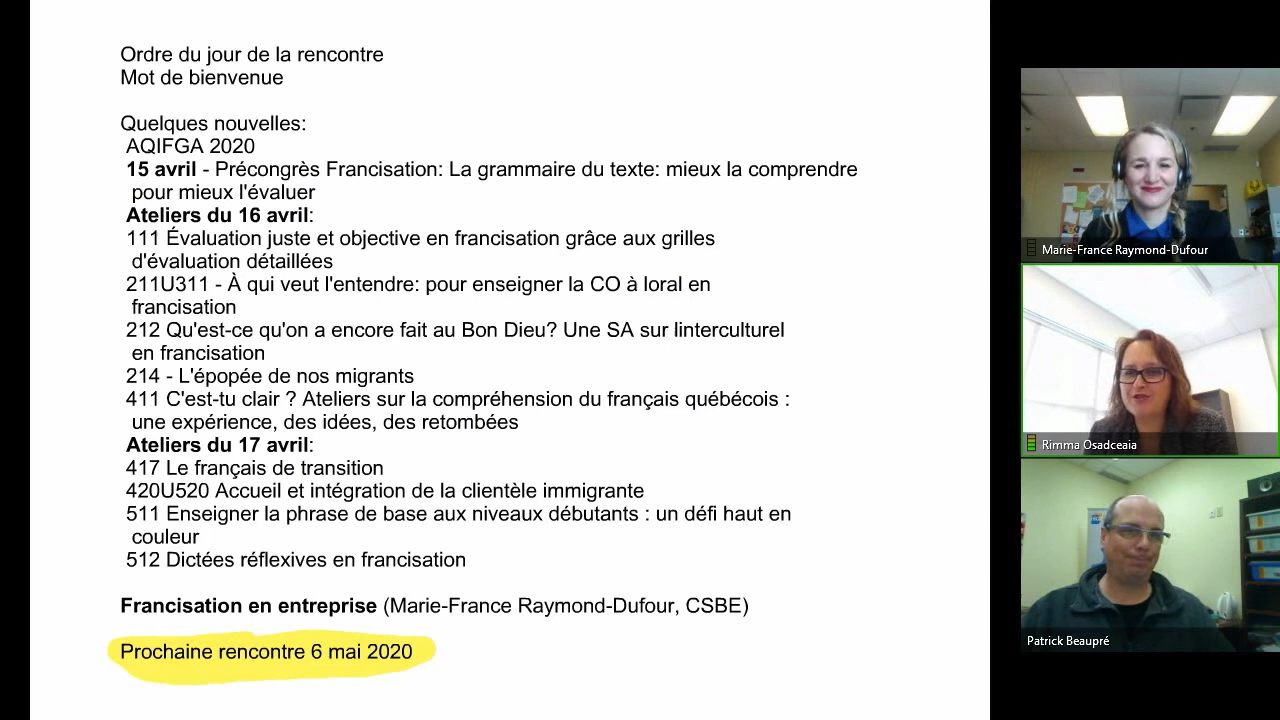 Ordre du jour de la rencontre
Mot de bienvenue
Quelques nouvelles:
AQIFGA 2020
15 avril - Précongrès Francisation: La grammaire du texte: mieux la comprendre
pour mieux l'évaluer
Ateliers du 16 avril:
111 Évaluation juste et objective en francisation grâce aux grilles
d'évaluation détaillées
211U311 - À qui veut l'entendre: pour enseigner la CO à loral en
francisation
212 Qu'est-ce qu'on a encore fait au Bon Dieu? Une SA sur linterculturel
en francisation
214 - L'épopée de nos migrants
411 C'est-tu clair ? Ateliers sur la compréhension du français québécois :
une expérience, des idées, des retombées
Ateliers du 17 avril:
417 Le français de transition
420U520 Accueil et intégration de la clientèle immigrante
511 Enseigner la phrase de base aux niveaux débutants : un défi haut en
couleur
512 Dictées réflexives en francisation
Francisation en entreprise (Marie-France Raymond-Dufour, CSBE)
Prochaine rencontre 6 mai 2020
Marie-France Raymond-Dufour
Rimma Osadceaia
Patrick Beaupré